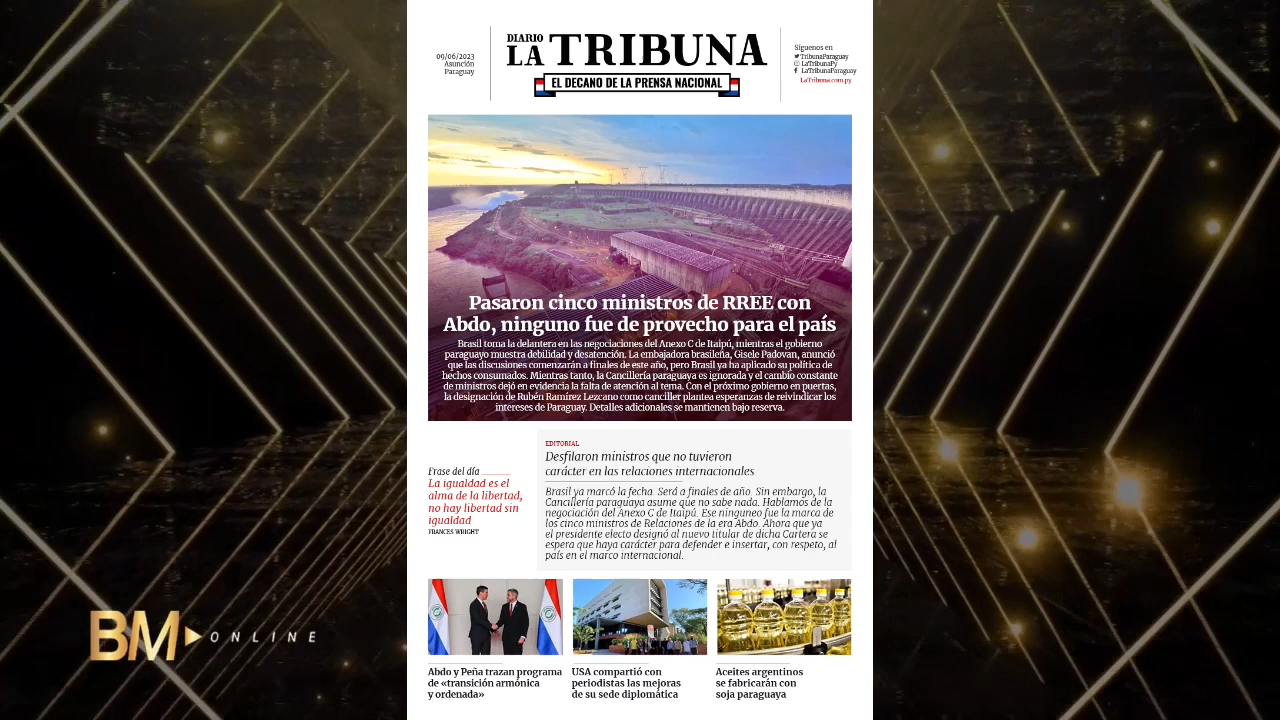 09/06/2023
Asunción
Paraguay
DIARIO
LA TRIBUNA
EL DECANO DE LA PRENSA NACIONAL
Síguenos en
TribunaParaguay
LaTribunaPy
LaTribunaParaguay
LaTribuna.com.py
Pasaron cinco ministros de RREE con
Abdo, ninguno fue de provecho para el país
Brasil toma la delantera en las negociaciones del Anexo C de Itaipú, mientras el gobierno
paraguayo muestra debilidad y desatención. La embajadora brasileña, Gisele Padovan, anunció
que las discusiones comenzarán a finales de este año, pero Brasil ya ha aplicado su política de
hechos consumados. Mientras tanto, la Cancillería paraguaya es ignorada y el cambio constante
de ministros dejó en evidencia la falta de atención al tema. Con el próximo gobierno en puertas,
la designación de Rubén Ramírez Lezcano como canciller plantea esperanzas de reivindicar los
intereses de Paraguay. Detalles adicionales se mantienen bajo reserva.
Frase del día
La igualdad es el
alma de la libertad,
no hay libertad sin
igualdad
FRANCES WRIGHT
EDITORIAL
Desfilaron ministros que no tuvieron
carácter en las relaciones internacionales
Brasil ya marcó la fecha. Será a finales de año. Sin embargo, la
Cancillería paraguaya asume que no sabe nada. Hablamos de la
negociación del Anexo C de Itaipú. Ese ninguneo fue la marca de
los cinco ministros de Relaciones de la era Abdo. Ahora que ya
el presidente electo designó al nuevo titular de dicha Cartera se
espera que haya carácter para defender e insertar, con respeto, al
país en el marco internacional.
Abdo y Peña trazan programa
de «transición armónica
y ordenada»
USA compartió con
periodistas las mejoras
de su sede diplomática
Aceites argentinos
se fabricarán con
soja paraguaya
BM ONLINE